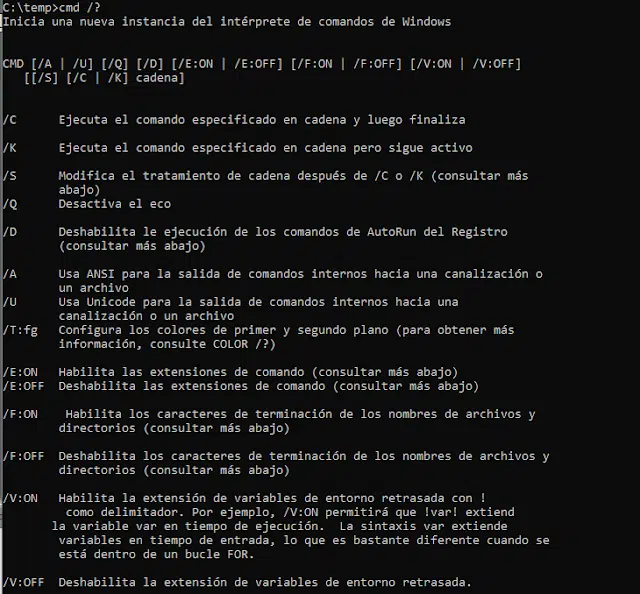 C:\temp>cmd /?
Inicia una nueva instancia del intérprete de comandos de Windows
CMD [/A | /U] [/Q] [/D] [/E:ON | /E:OFF] [/F:ON | /F:OFF] [/V:ON | /V:OFF]
[[/S] [/C | /K] cadena]
/C Ejecuta el comando especificado en cadena y luego finaliza
/K Ejecuta el comando especificado en cadena pero sigue activo
/S Modifica el tratamiento de cadena después de /C o /K (consultar más
abajo)
/Q Desactiva el eco
/D Deshabilita le ejecución de los comandos de AutoRun del Registro
(consultar más abajo)
/A Usa ANSI para la salida de comandos internos hacia una canalización o
un archivo
/U Usa Unicode para la salida de comandos internos hacia una
canalización o un archivo
/T:fg Configura los colores de primer y segundo plano (para obtener más
información, consulte COLOR /?)
/E:ON Habilita las extensiones de comando (consultar más abajo)
/E:OFF Deshabilita las extensiones de comando (consultar más abajo)
/F:ON Habilita los caracteres de terminación de los nombres de archivos y
directorios (consultar más abajo)
/F:OFF Deshabilita los caracteres de terminación de los nombres de archivos y
directorios (consultar más abajo)
/V:ON Habilita la extensión de variables de entorno retrasada con !
como delimitador. Por ejemplo, /V:ON permitirá que !var! extiend
la variable var en tiempo de ejecución. La sintaxis var extiende
variables en tiempo de entrada, lo que es bastante diferente cuando se
está dentro de un bucle FOR.
/V:OFF Deshabilita la extensión de variables de entorno retrasada.